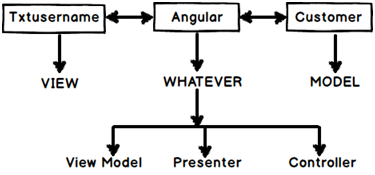 Txtusername Angular Customer
VIEW WHATEVER MODEL
View Model Presenter Controller